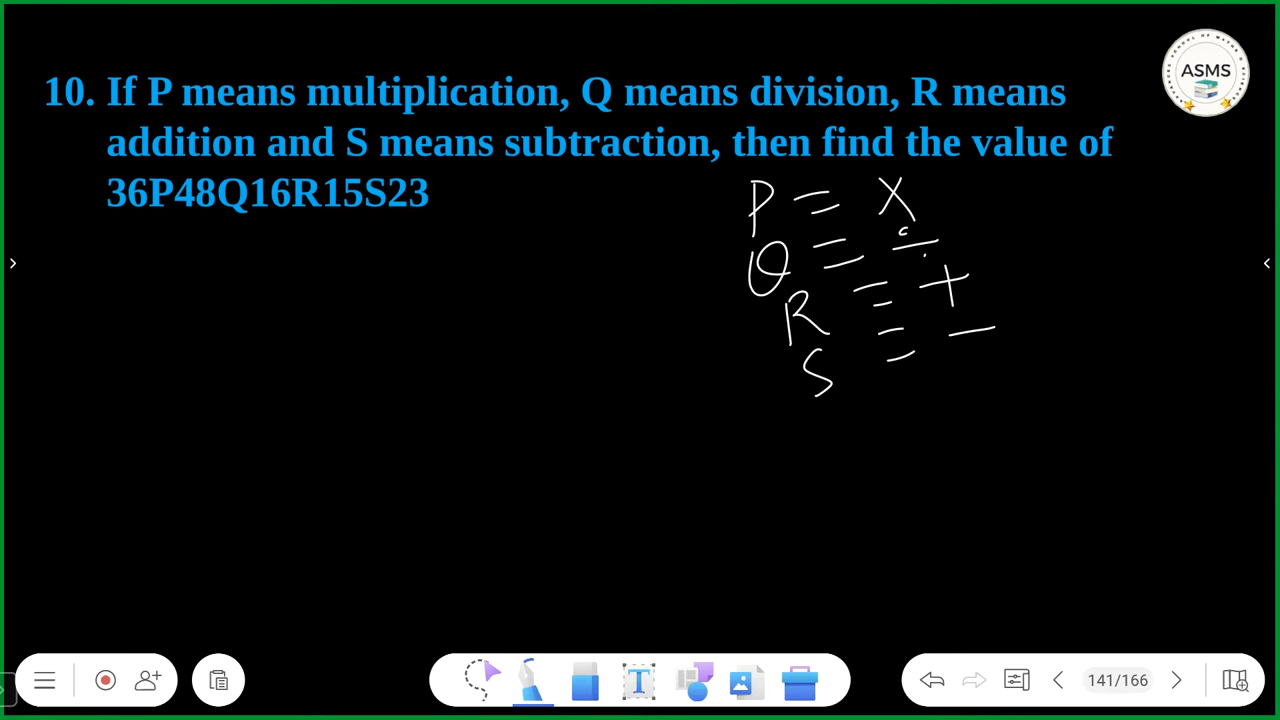 10. If P means multiplication, Q means division, R means
addition and S means subtraction, then find the value of
36P48Q16R15S23
P = X
Q = ÷
R = +
S = −
ASMS
141/166